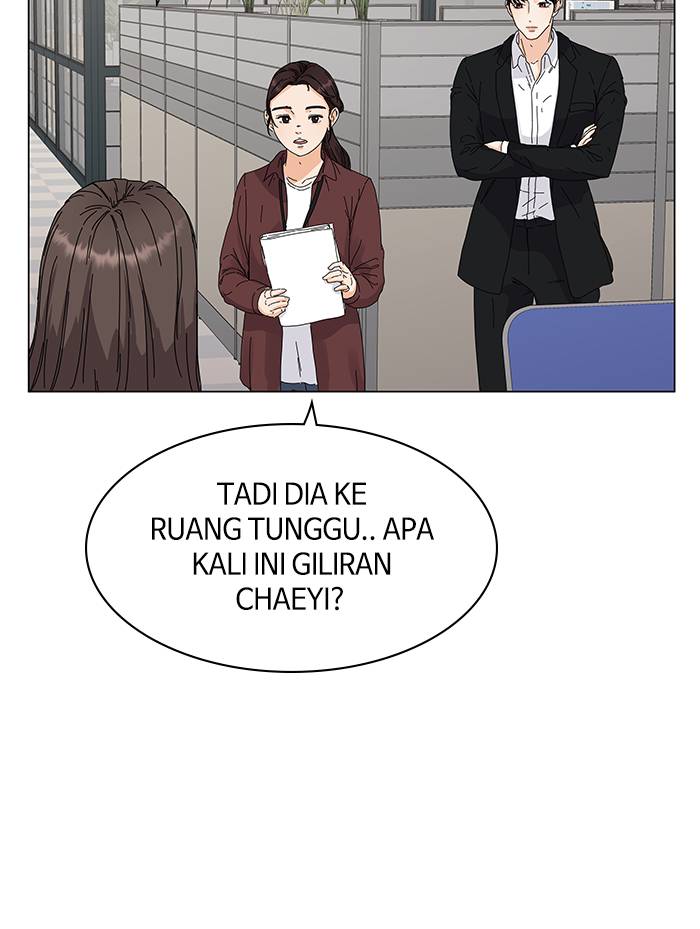 TADI DIA KE
RUANG TUNGGU.. APA
KALI INI GILIRAN
CHAEYI?